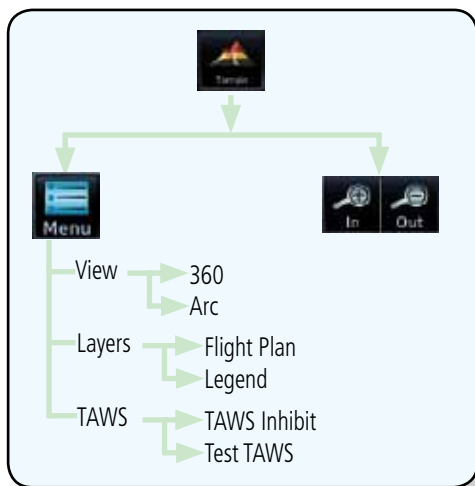 Terrain
Menu
In Out
View
360
Arc
Layers
Flight Plan
Legend
TAWS
TAWS Inhibit
Test TAWS